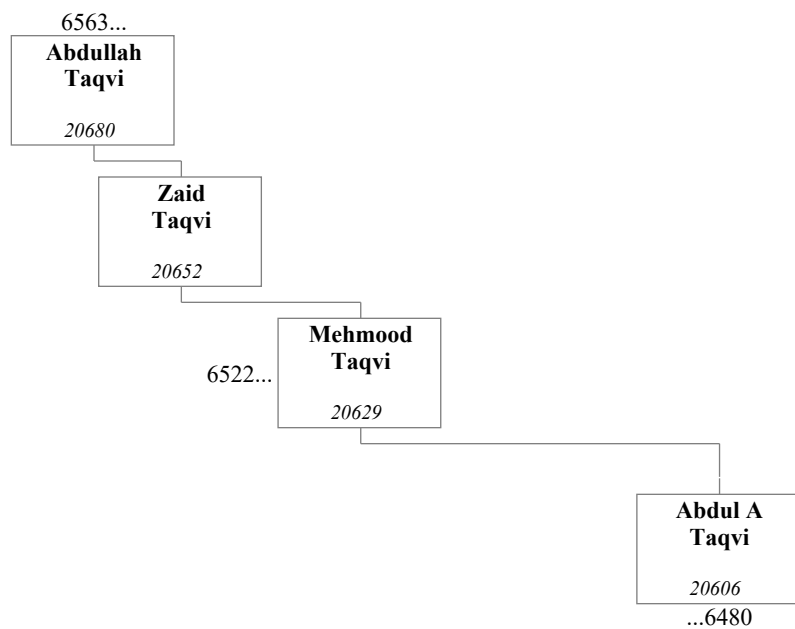 6563...
Abdullah
Taqvi
20680
Zaid
Taqvi
20652
Mehmood
Taqvi
6522...
20629
Abdul A
Taqvi
20606
...6480